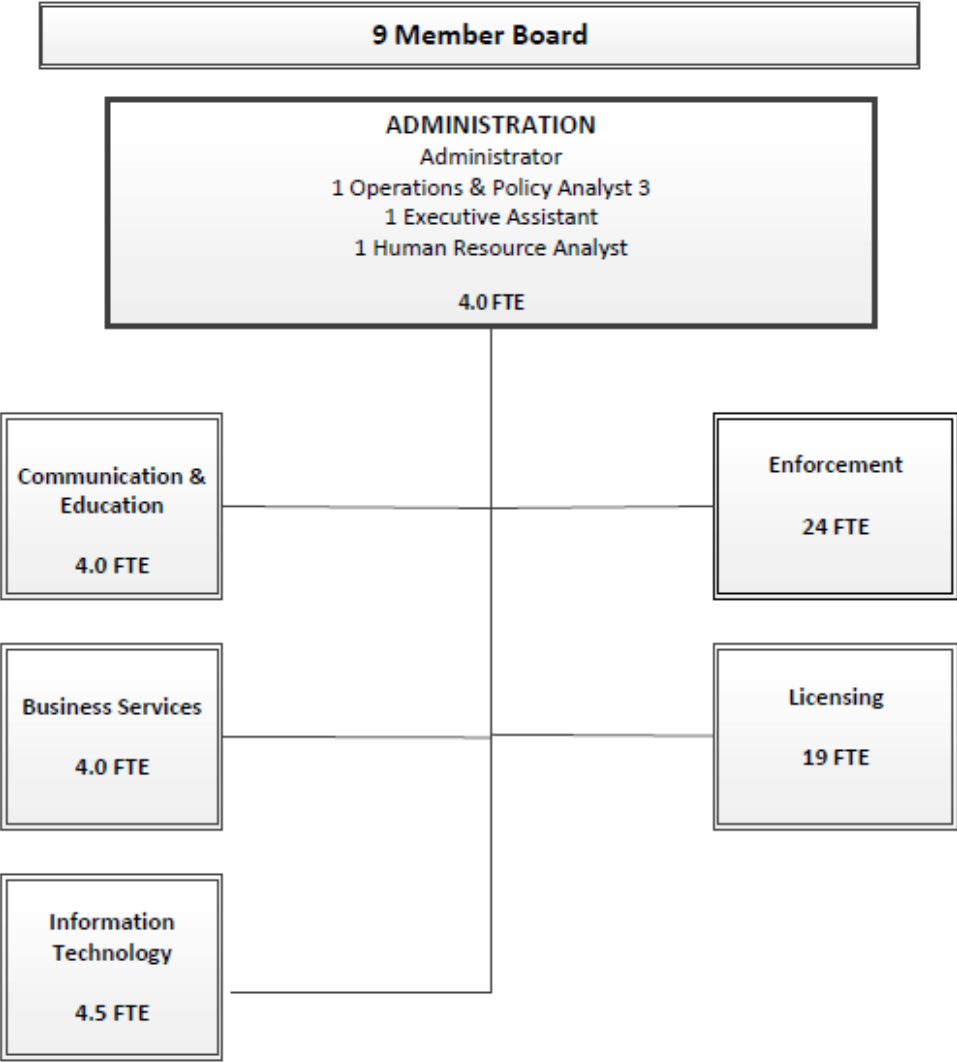 9 Member Board
ADMINISTRATION
Administrator
1 Operations & Policy Analyst 3
1 Executive Assistant
1 Human Resource Analyst
4.0 FTE
Communication &
Education
4.0 FTE
Enforcement
24 FTE
Business Services
4.0 FTE
Licensing
19 FTE
Information
Technology
4.5 FTE